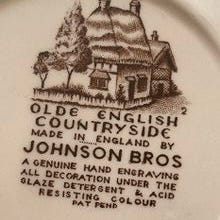 2
OLDE ENGLISH
COUNTRYSIDE
MADE IN ENGLAND BY
JOHNSON BROS
A GENUINE HAND ENGRAVING
ALL DECORATION UNDER THE
GLAZE DETERGENT & ACID
RESISTING COLOUR
PAT PEND